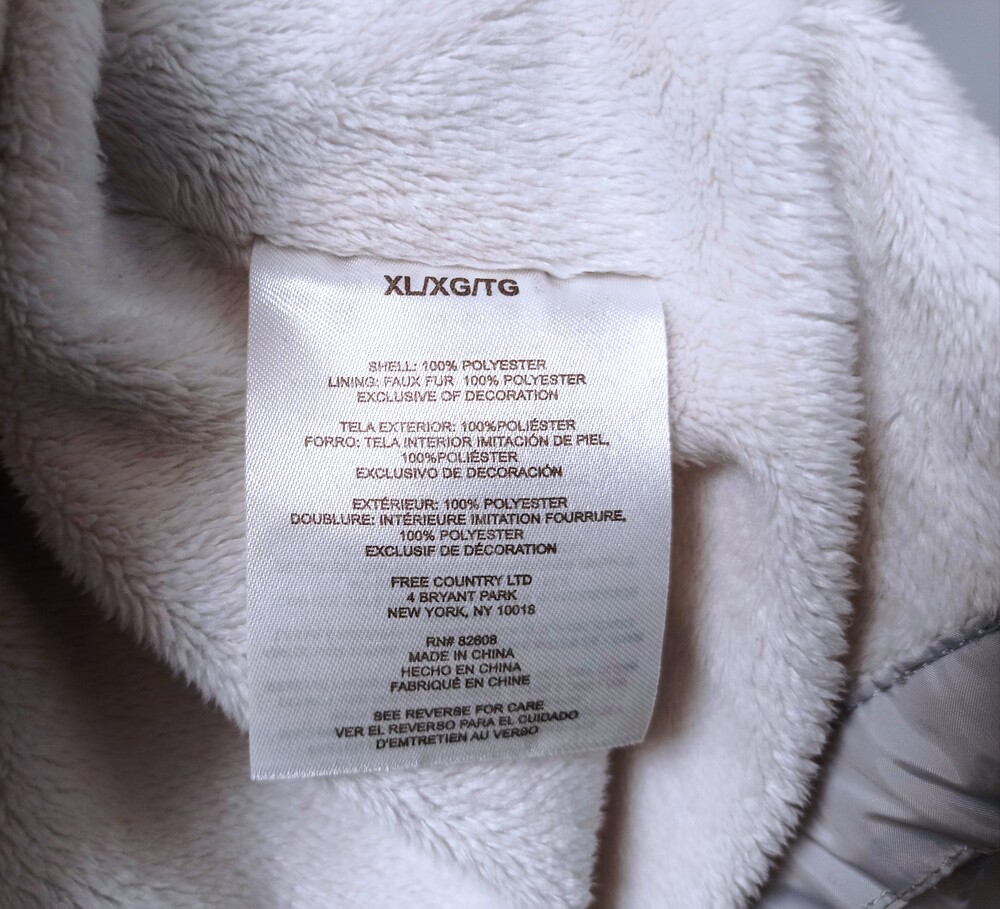 XL/XG/TG
SHELL: 100% POLYESTER
LINING: FAUX FUR 100% POLYESTER
EXCLUSIVE OF DECORATION
TELA EXTERIOR: 100%POLIÉSTER
FORRO: TELA INTERIOR IMITACIÓN DE PIEL,
100%POLIÉSTER
EXCLUSIVO DE DECORACIÓN
EXTÉRIEUR: 100% POLYESTER
DOUBLURE: INTÉRIEURE IMITATION FOURRURE,
100% POLYESTER
EXCLUSIF DE DÉCORATION
FREE COUNTRY LTD
4 BRYANT PARK
NEW YORK, NY 10018
RN# 82608
MADE IN CHINA
HECHO EN CHINA
FABRIQUÉ EN CHINE
SEE REVERSE FOR CARE
VER EL REVERSO PARA EL CUIDADO
D'EMTRETIEN AU VERSO